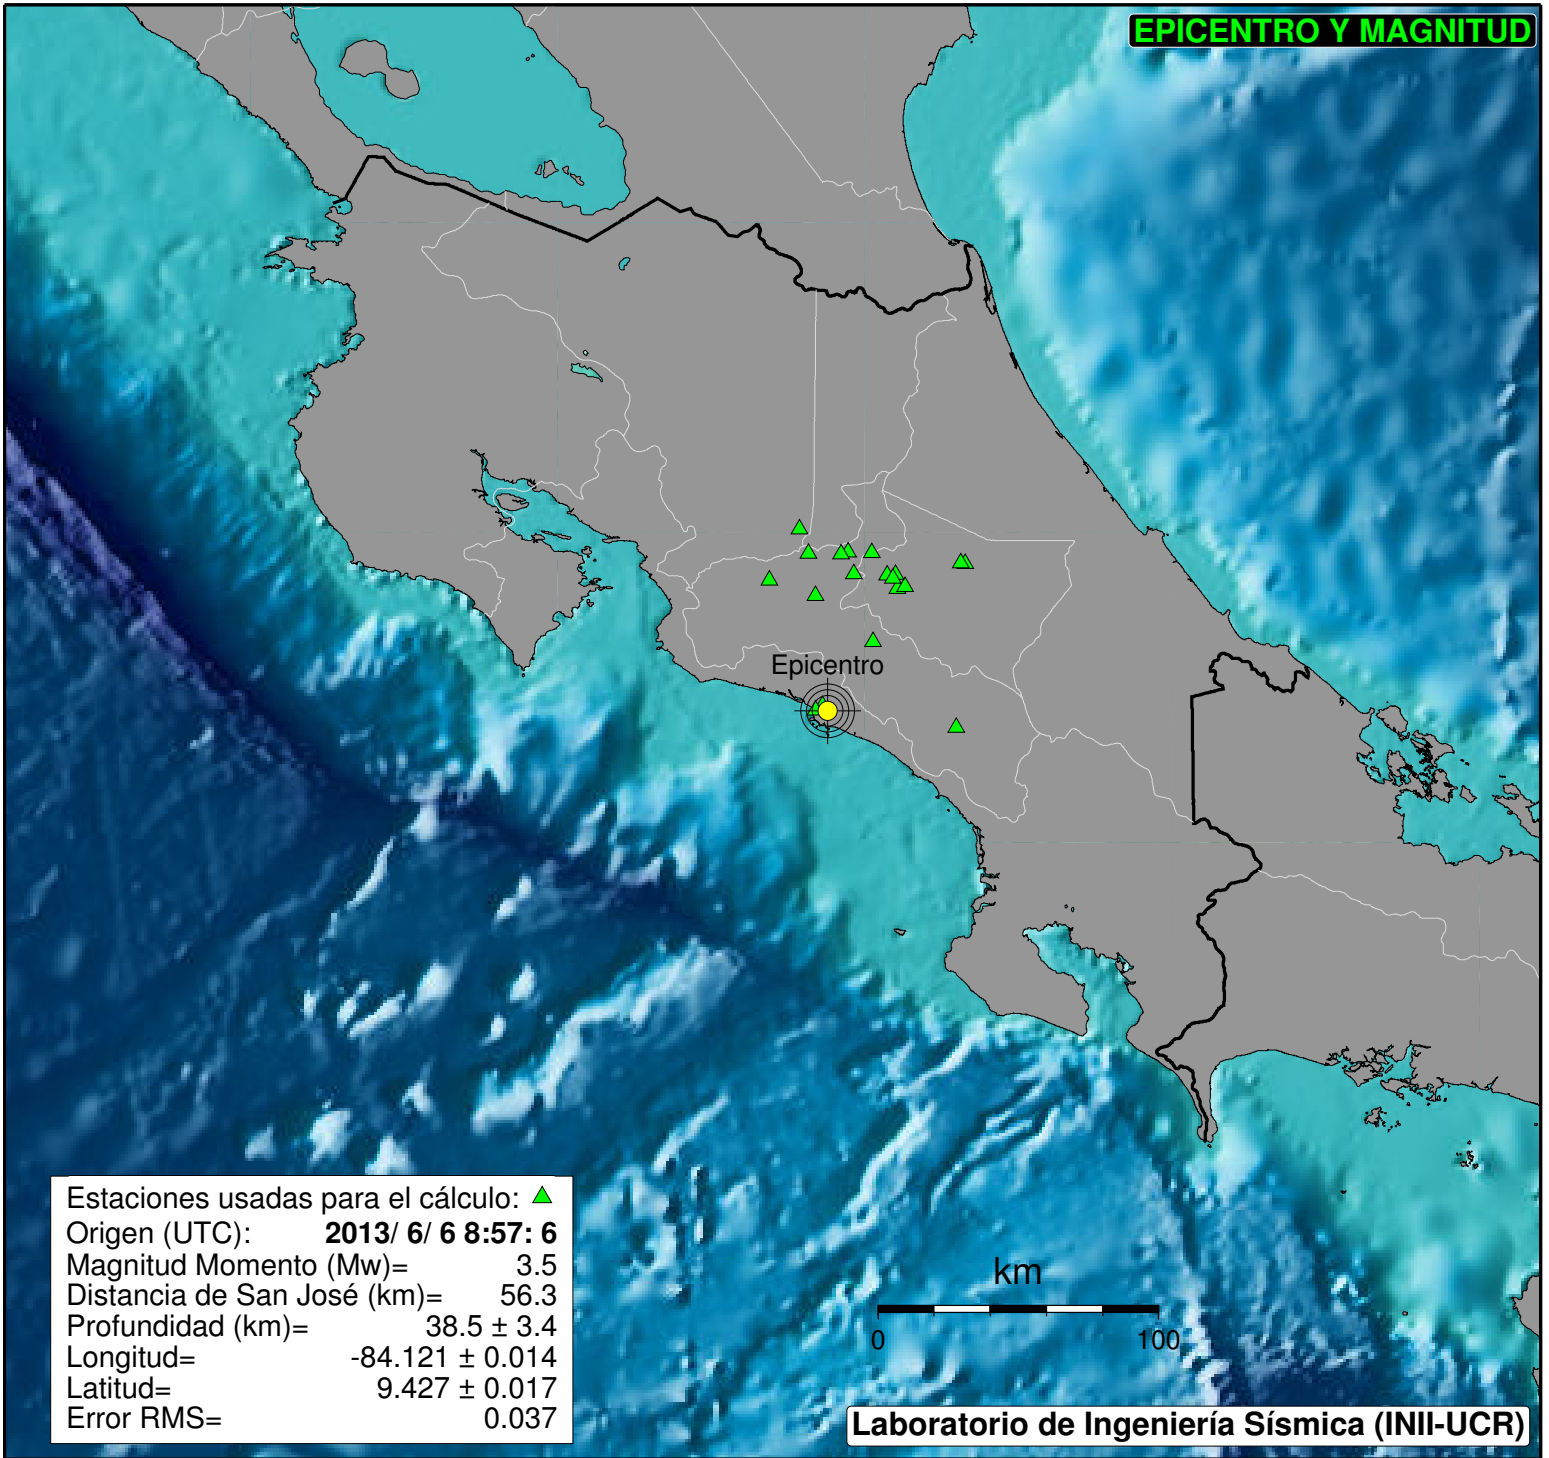 EPICENTRO Y MAGNITUD
Epicentro
Estaciones usadas para el cálculo:
Origen (UTC): 2013/ 6/ 6 8:57: 6
Magnitud Momento (Mw)= 3.5
Distancia de San José (km)= 56.3
Profundidad (km)= 38.5 ± 3.4
Longitud= -84.121 ± 0.014
Latitud= 9.427 ± 0.017
Error RMS= 0.037
km
0 100
Laboratorio de Ingeniería Sísmica (INII-UCR)